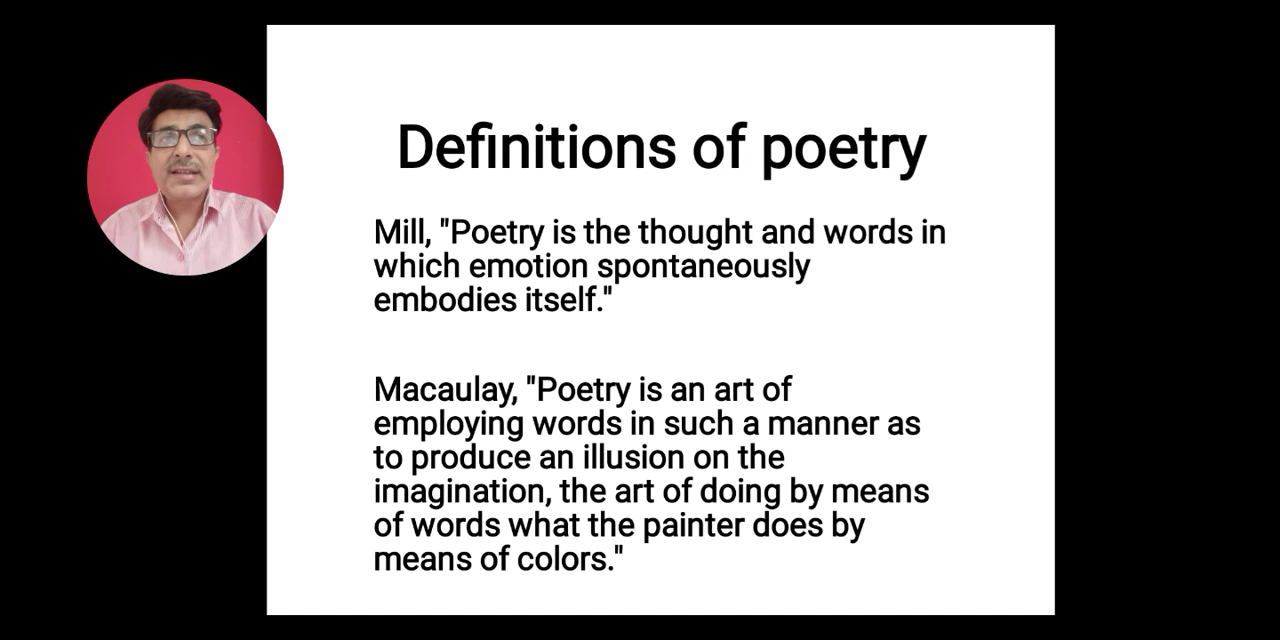 Definitions of poetry
Mill, "Poetry is the thought and words in
which emotion spontaneously
embodies itself."
Macaulay, "Poetry is an art of
employing words in such a manner as
to produce an illusion on the
imagination, the art of doing by means
of words what the painter does by
means of colors."